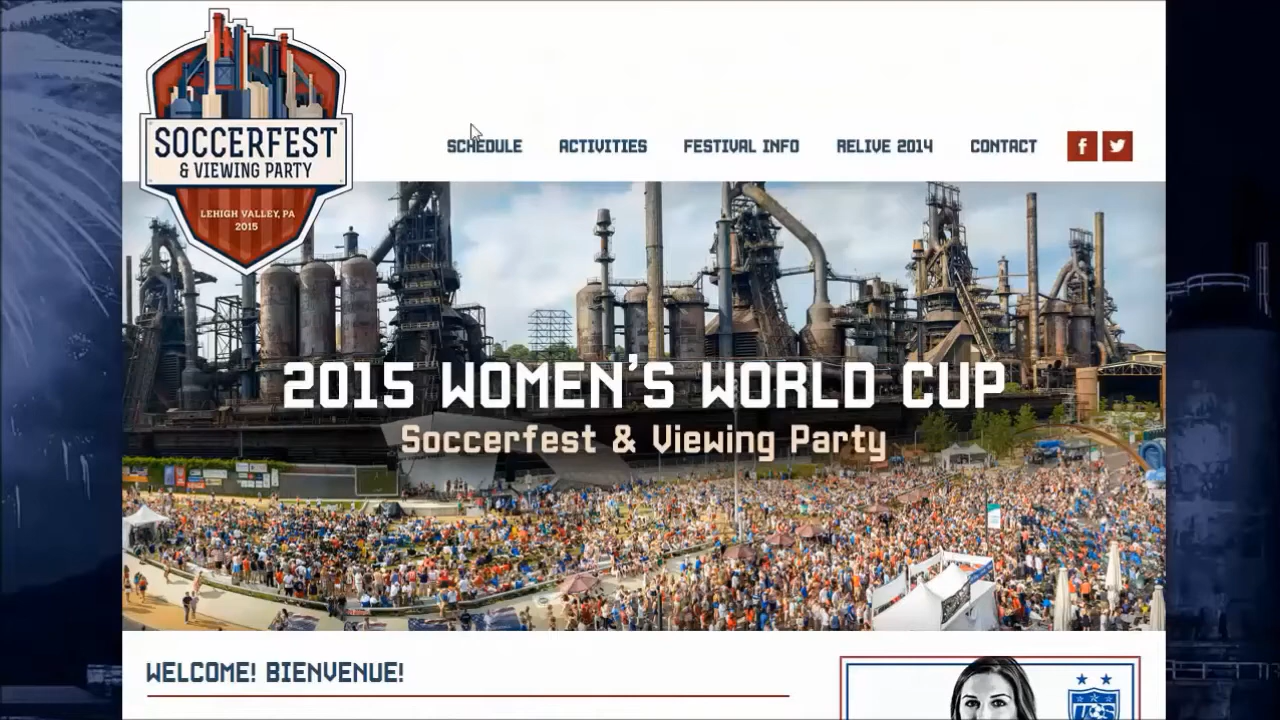 SOCCERFEST
& VIEWING PARTY
LEHIGH VALLEY, PA
2015
SCHEDULE ACTIVITIES FESTIVAL INFO RELIVE 2014 CONTACT
2015 WOMEN'S WORLD CUP
Soccerfest & Viewing Party
WELCOME! BIENVENUE!